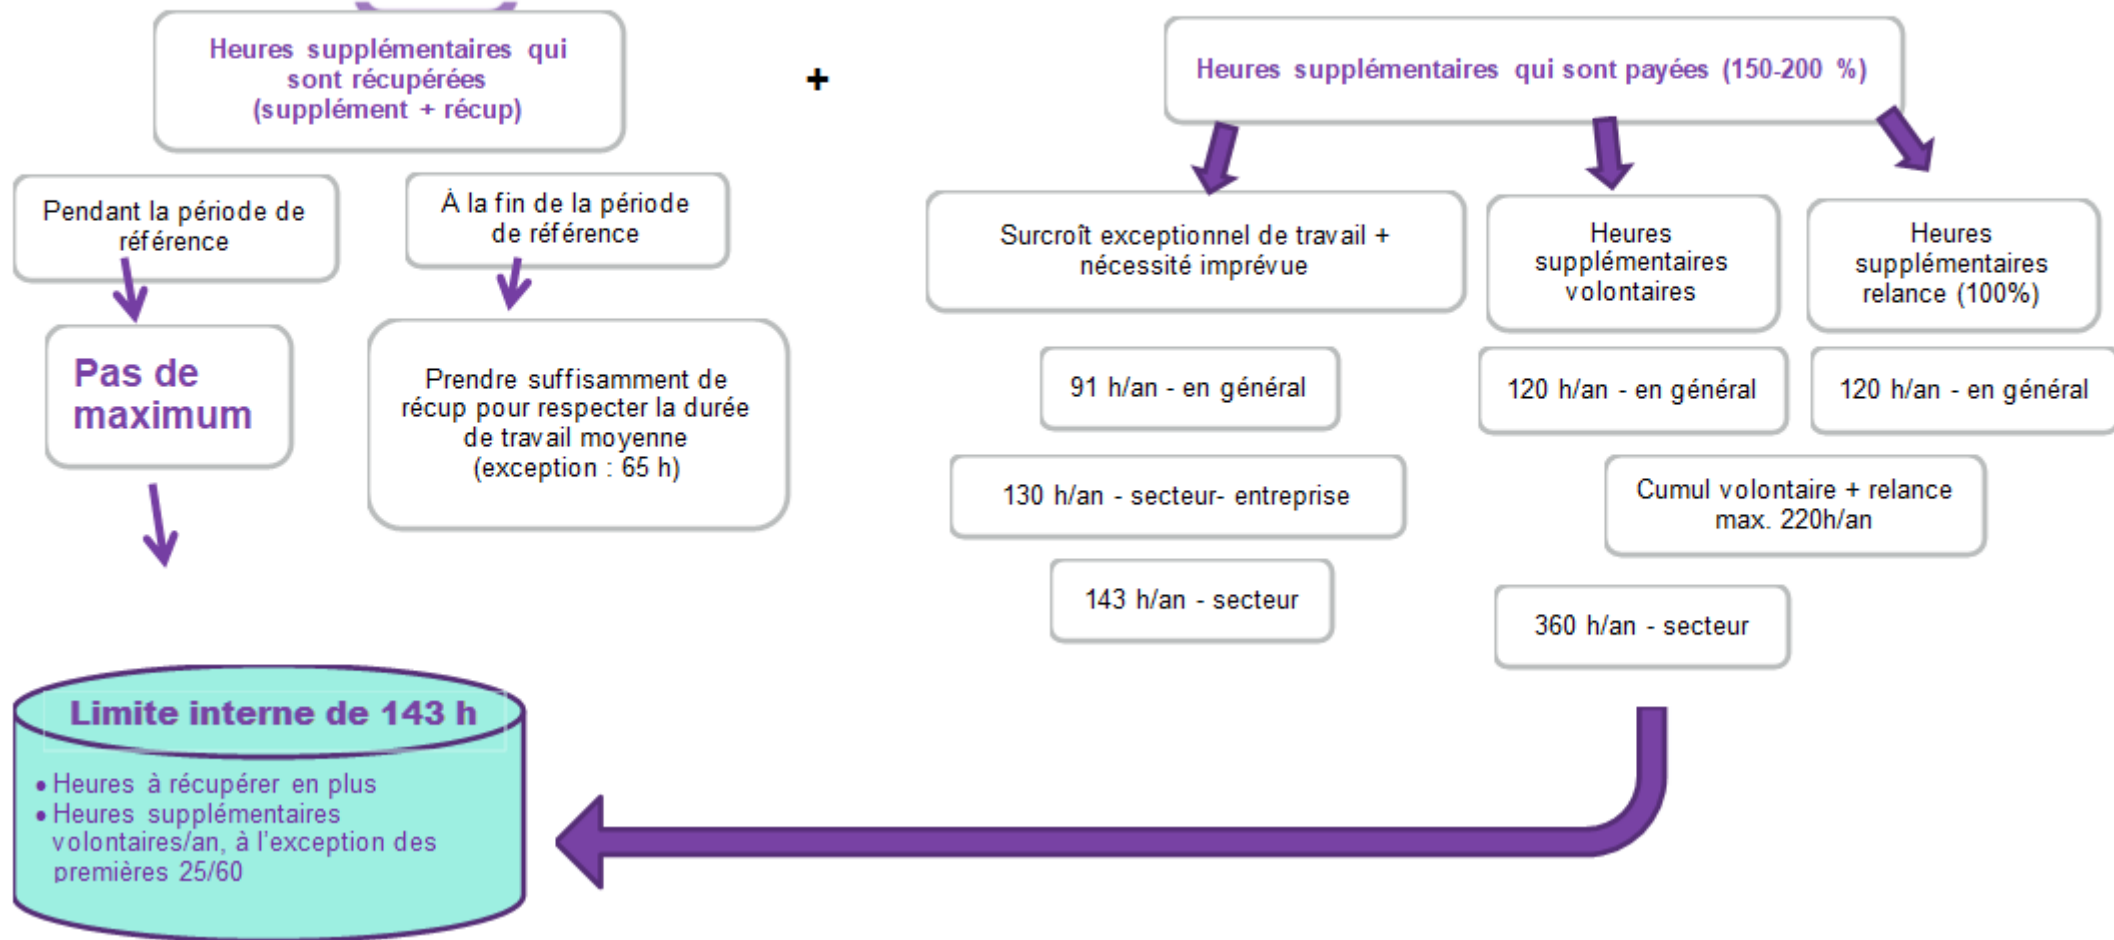 Heures supplémentaires qui
sont récupérées
(supplément + récup)
+
Heures supplémentaires qui sont payées (150-200 %)
Pendant la période de
référence
À la fin de la période
de référence
Surcroît exceptionnel de travail +
nécessité imprévue
Heures
supplémentaires
volontaires
Heures
supplémentaires
relance (100%)
Pas de
maximum
Prendre suffisamment de
récup pour respecter la durée
de travail moyenne
(exception : 65 h)
91 h/an - en général
120 h/an - en général
120 h/an - en général
130 h/an - secteur- entreprise
Cumul volontaire + relance
max. 220h/an
143 h/an - secteur
360 h/an - secteur
Limite interne de 143 h
• Heures à récupérer en plus
• Heures supplémentaires
volontaires/an, à l'exception des
premières 25/60